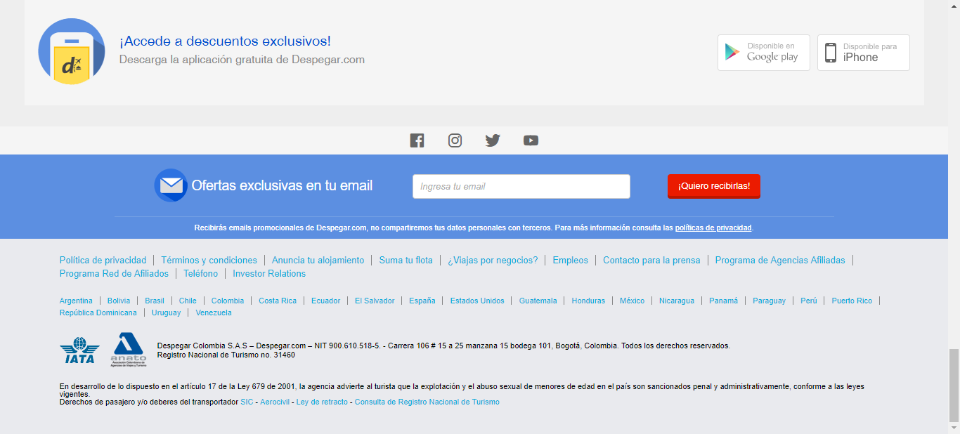 ¡Accede a descuentos exclusivos!
Descarga la aplicación gratuita de Despegar.com
Disponible en
Google play
Disponible para
iPhone
d
Ofertas exclusivas en tu email
Ingresa tu email
¡Quiero recibirlas!
Recibirás emails promocionales de Despegar.com, no compartiremos tus datos personales con terceros. Para más información consulta las políticas de privacidad.
Política de privacidad | Términos y condiciones | Anuncia tu alojamiento | Suma tu flota | ¿Viajas por negocios? | Empleos | Contacto para la prensa | Programa de Agencias Afiliadas |
Programa Red de Afiliados | Teléfono | Investor Relations
Argentina | Bolivia | Brasil | Chile | Colombia | Costa Rica | Ecuador | El Salvador | España | Estados Unidos | Guatemala | Honduras | México | Nicaragua | Panamá | Paraguay | Perú | Puerto Rico |
República Dominicana | Uruguay | Venezuela
IATA
anato
Despegar Colombia S.A.S – Despegar.com – NIT 900.610.518-5. - Carrera 106 # 15 a 25 manzana 15 bodega 101, Bogotá, Colombia. Todos los derechos reservados.
Registro Nacional de Turismo no. 31460
En desarrollo de lo dispuesto en el artículo 17 de la Ley 679 de 2001, la agencia advierte al turista que la explotación y el abuso sexual de menores de edad en el país son sancionados penal y administrativamente, conforme a las leyes
vigentes.
Derechos de pasajero y/o deberes del transportador SIC - Aerocivil - Ley de retracto - Consulta de Registro Nacional de Turismo